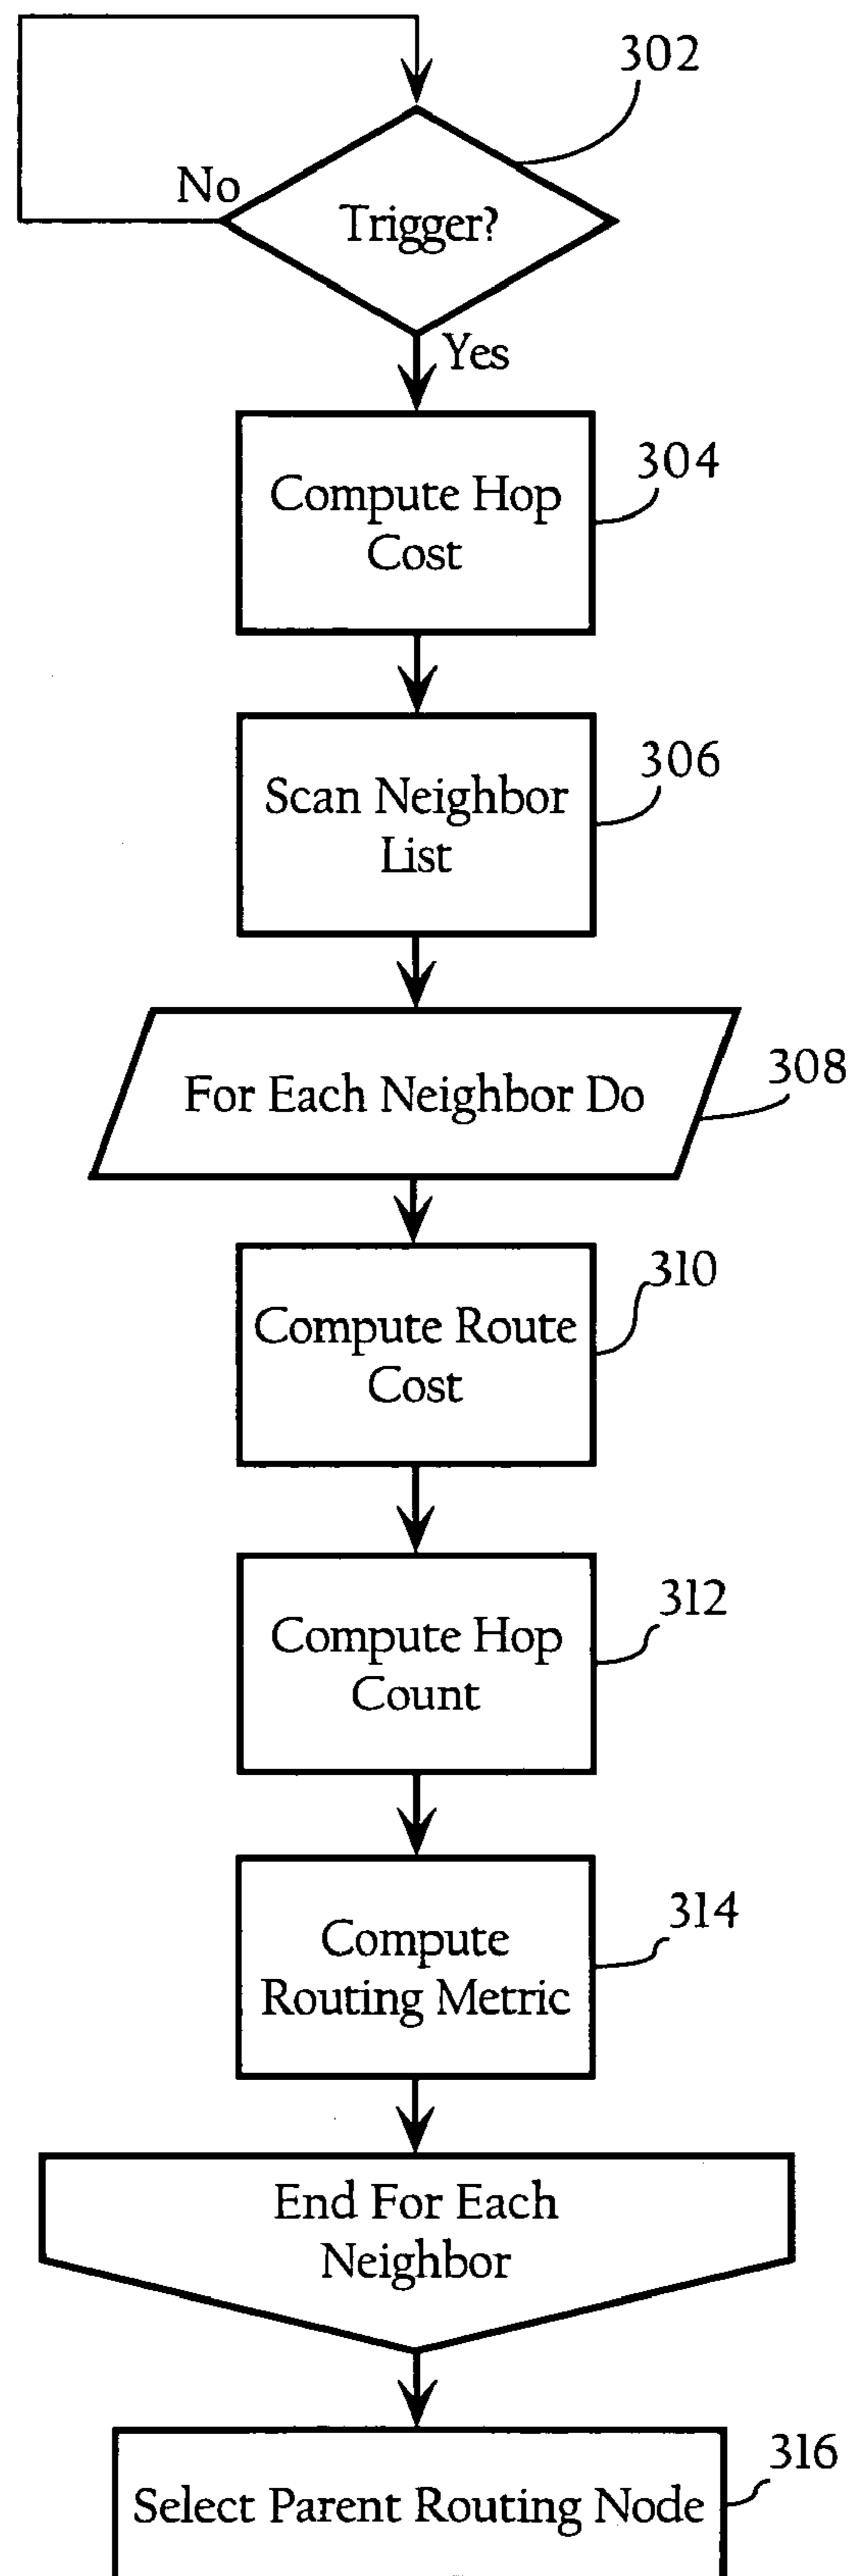 302
No
Trigger?
Yes
304
Compute Hop
Cost
306
Scan Neighbor
List
308
For Each Neighbor Do
310
Compute Route
Cost
312
Compute Hop
Count
314
Compute
Routing Metric
End For Each
Neighbor
316
Select Parent Routing Node